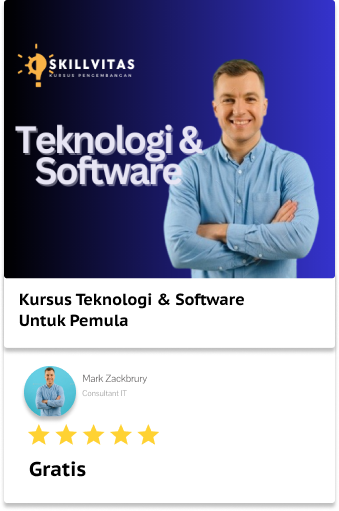 SKILLVITAS
KURSUS PENGEMBANGAN
Teknologi &
Software
Kursus Teknologi & Software
Untuk Pemula
Mark Zackbrury
Consultant IT
Gratis